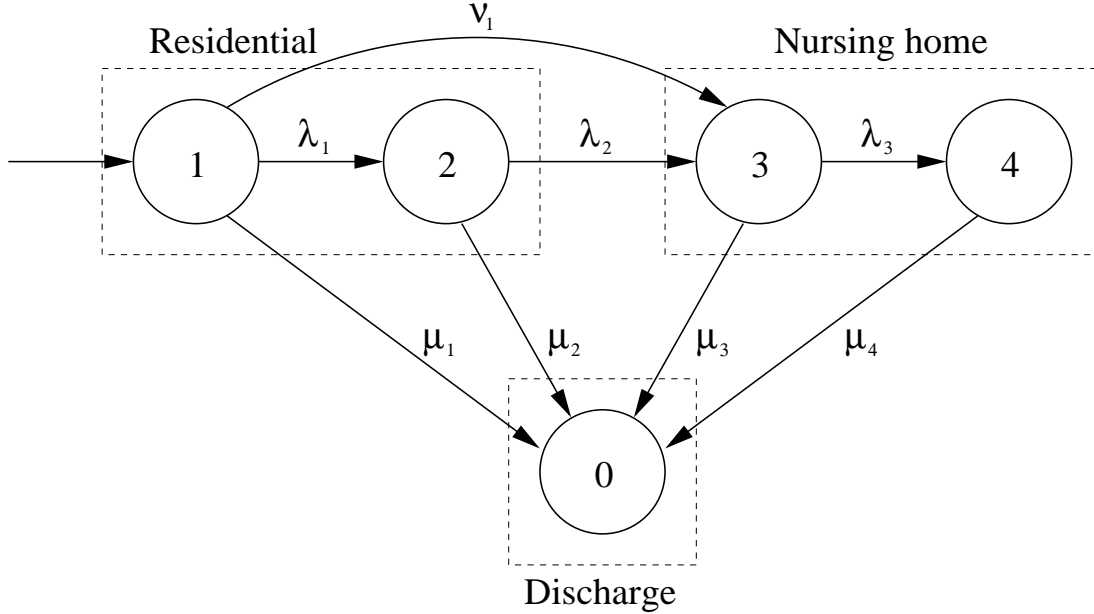 ν₁
Residential
Nursing home
λ₁
λ₂
λ₃
1
2
3
4
μ₁
μ₂
μ₃
μ₄
0
Discharge